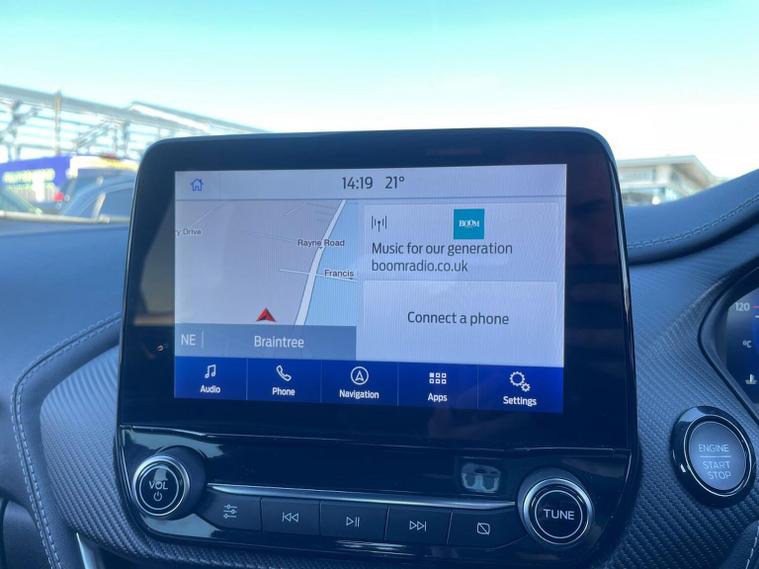 14:19 21°
ry Drive
Rayne Road
Francis
NE
Braintree
BOOM
Music for our generation
boomradio.co.uk
Connect a phone
Audio
Phone
Navigation
Apps
Settings
VOL
TUNE
ENGINE
START
STOP
120
°C